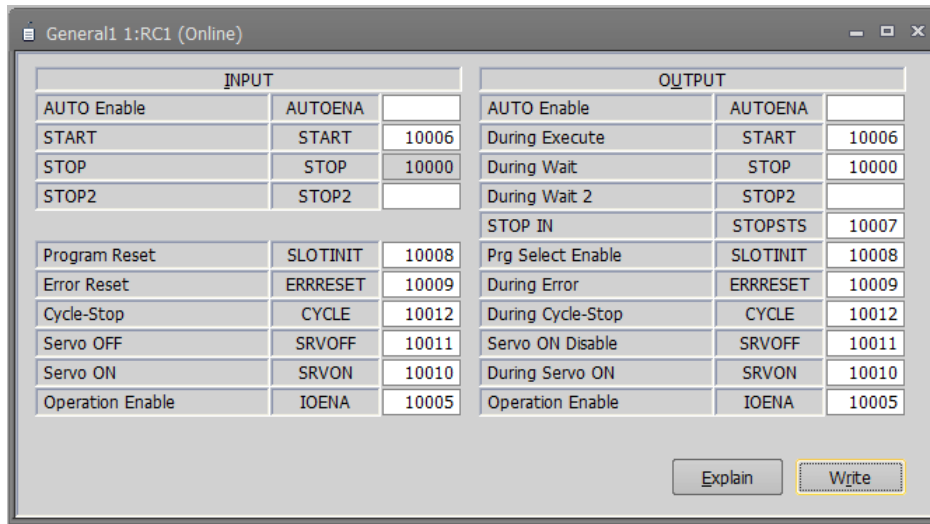 General1 1:RC1 (Online)
INPUT
AUTO Enable AUTOENA
START START 10006
STOP STOP 10000
STOP2 STOP2
Program Reset SLOTINIT 10008
Error Reset ERRRESET 10009
Cycle-Stop CYCLE 10012
Servo OFF SRVOFF 10011
Servo ON SRVON 10010
Operation Enable IOENA 10005
OUTPUT
AUTO Enable AUTOENA
During Execute START 10006
During Wait STOP 10000
During Wait 2 STOP2
STOP IN STOPSTS 10007
Prg Select Enable SLOTINIT 10008
During Error ERRRESET 10009
During Cycle-Stop CYCLE 10012
Servo ON Disable SRVOFF 10011
During Servo ON SRVON 10010
Operation Enable IOENA 10005
Explain Write